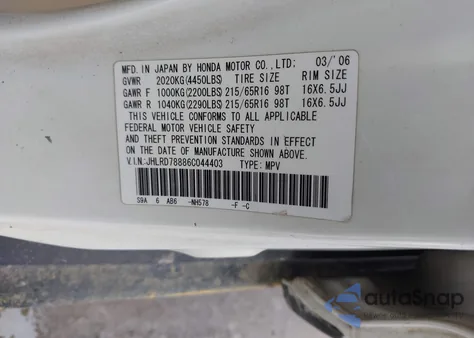 MFD. IN JAPAN BY HONDA MOTOR CO., LTD: 03/'06
GVWR 2020KG(4450LBS) TIRE SIZE RIM SIZE
GAWR F 1000KG(2200LBS) 215/65R16 98T 16X6.5JJ
GAWR R 1040KG(2290LBS) 215/65R16 98T 16X6.5JJ
THIS VEHICLE CONFORMS TO ALL APPLICABLE
FEDERAL MOTOR VEHICLE SAFETY
AND THEFT PREVENTION STANDARDS IN EFFECT
ON THE DATE OF MANUFACTURE SHOWN ABOVE.
V.I.N:JHLRD78886C044403 TYPE: MPV
S9A 6 AB6 -NH578 -F -C
autoSnap